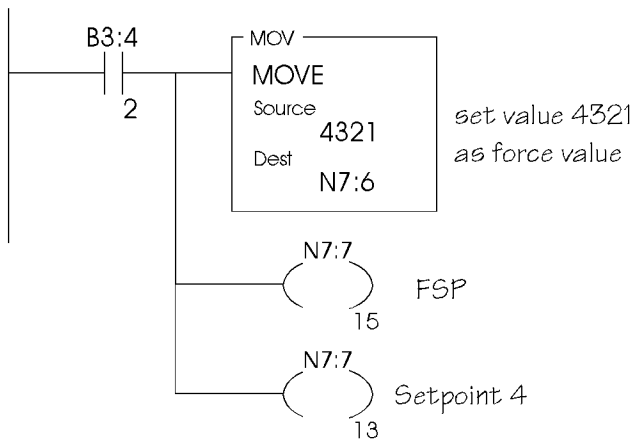 B3:4
2
MOV
MOVE
Source
4321
Dest
N7:6
set value 4321
as force value
N7:7
15
FSP
N7:7
13
Setpoint 4